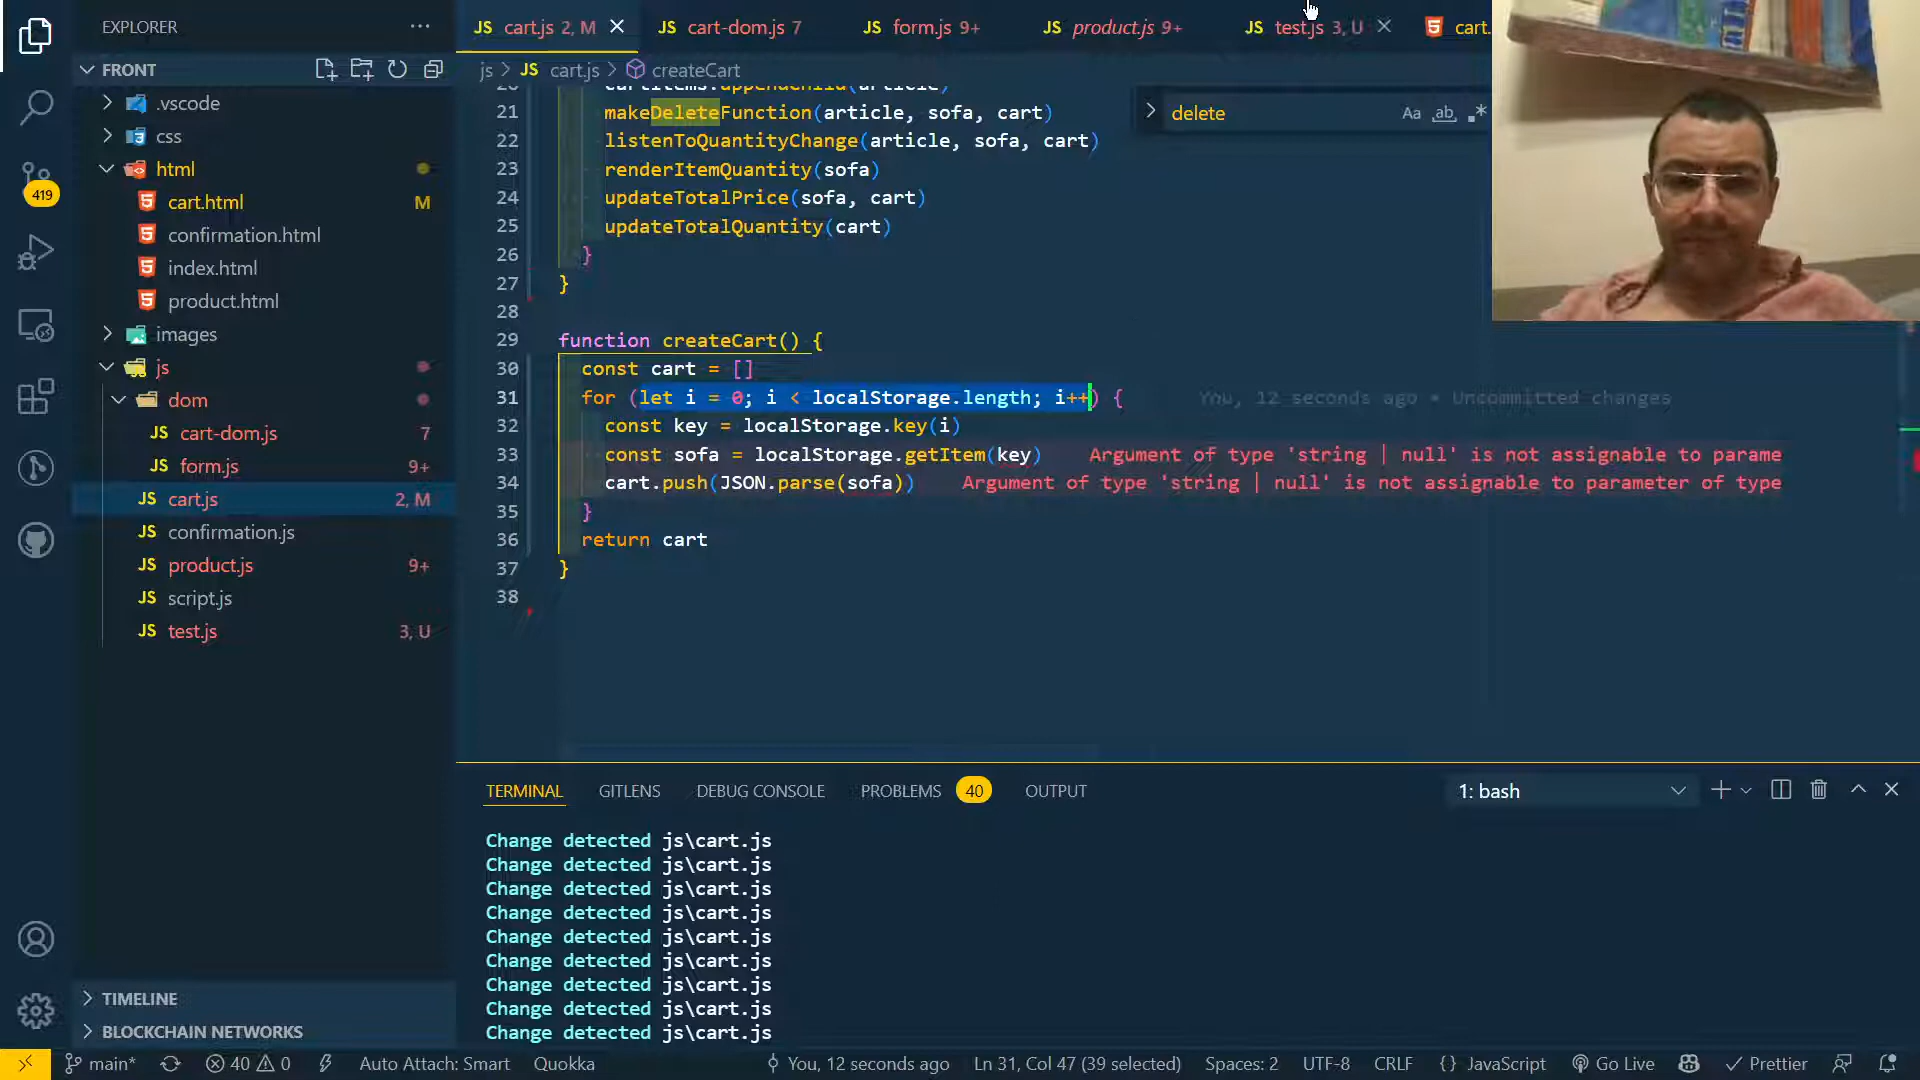 EXPLORER
FRONT
.vscode
css
html
cart.html M
confirmation.html
index.html
product.html
images
js
dom
cart-dom.js 7
form.js 9+
cart.js 2, M
confirmation.js
product.js 9+
script.js
test.js 3, U
TIMELINE
BLOCKCHAIN NETWORKS
419
JS cart.js 2, M
JS cart-dom.js 7
JS form.js 9+
JS product.js 9+
JS test.js 3, U
cart.
js > JS cart.js > createCart
delete
Aa ab .*
20 cartItems.appendChild(article)
21 makeDeleteFunction(article, sofa, cart)
22 listenToQuantityChange(article, sofa, cart)
23 renderItemQuantity(sofa)
24 updateTotalPrice(sofa, cart)
25 updateTotalQuantity(cart)
26 }
27 }
28
29 function createCart() {
30 const cart = []
31 for (let i = 0; i < localStorage.length; i++) { You, 12 seconds ago • Uncommitted changes
32 const key = localStorage.key(i)
33 const sofa = localStorage.getItem(key) Argument of type 'string | null' is not assignable to parame
34 cart.push(JSON.parse(sofa)) Argument of type 'string | null' is not assignable to parameter of type
35 }
36 return cart
37 }
38
TERMINAL GITLENS DEBUG CONSOLE PROBLEMS 40 OUTPUT 1: bash
Change detected js\cart.js
Change detected js\cart.js
Change detected js\cart.js
Change detected js\cart.js
Change detected js\cart.js
Change detected js\cart.js
Change detected js\cart.js
Change detected js\cart.js
Change detected js\cart.js
main* 40 0 Auto Attach: Smart Quokka You, 12 seconds ago Ln 31, Col 47 (39 selected) Spaces: 2 UTF-8 CRLF {} JavaScript Go Live Prettier